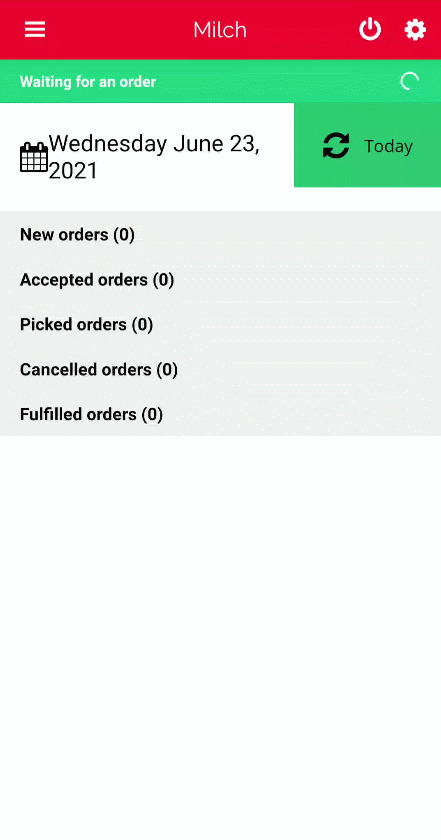 Milch
Waiting for an order
Wednesday June 23,
2021
Today
New orders (0)
Accepted orders (0)
Picked orders (0)
Cancelled orders (0)
Fulfilled orders (0)